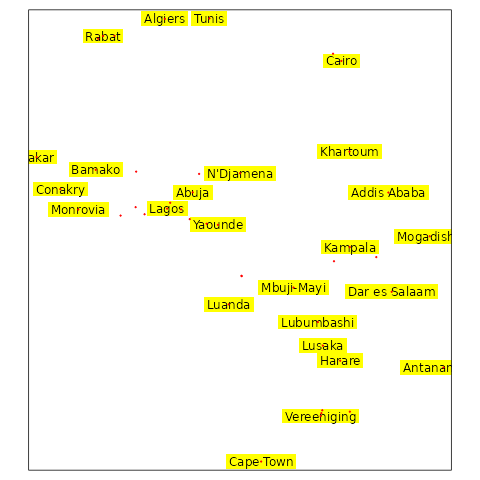 Algiers
Tunis
Rabat
Cairo
Khartoum
akar
Bamako
N'Djamena
Conakry
Abuja
Addis Ababa
Monrovia
Lagos
Yaounde
Mogadish
Kampala
Mbuji-Mayi
Dar es Salaam
Luanda
Lubumbashi
Lusaka
Harare
Antanan
Vereeniging
Cape Town